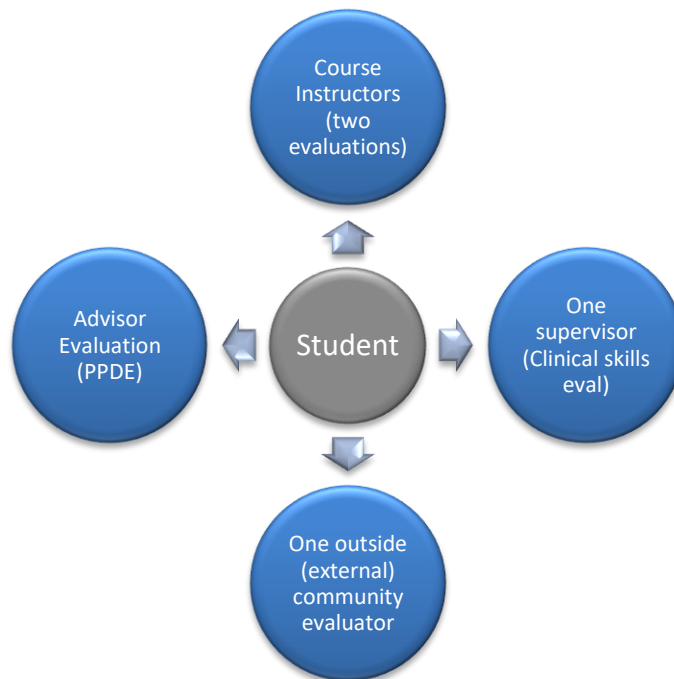 Course
Instructors
(two
evaluations)
Advisor
Evaluation
(PPDE)
Student
One
supervisor
(Clinical skills
eval)
One outside
(external)
community
evaluator